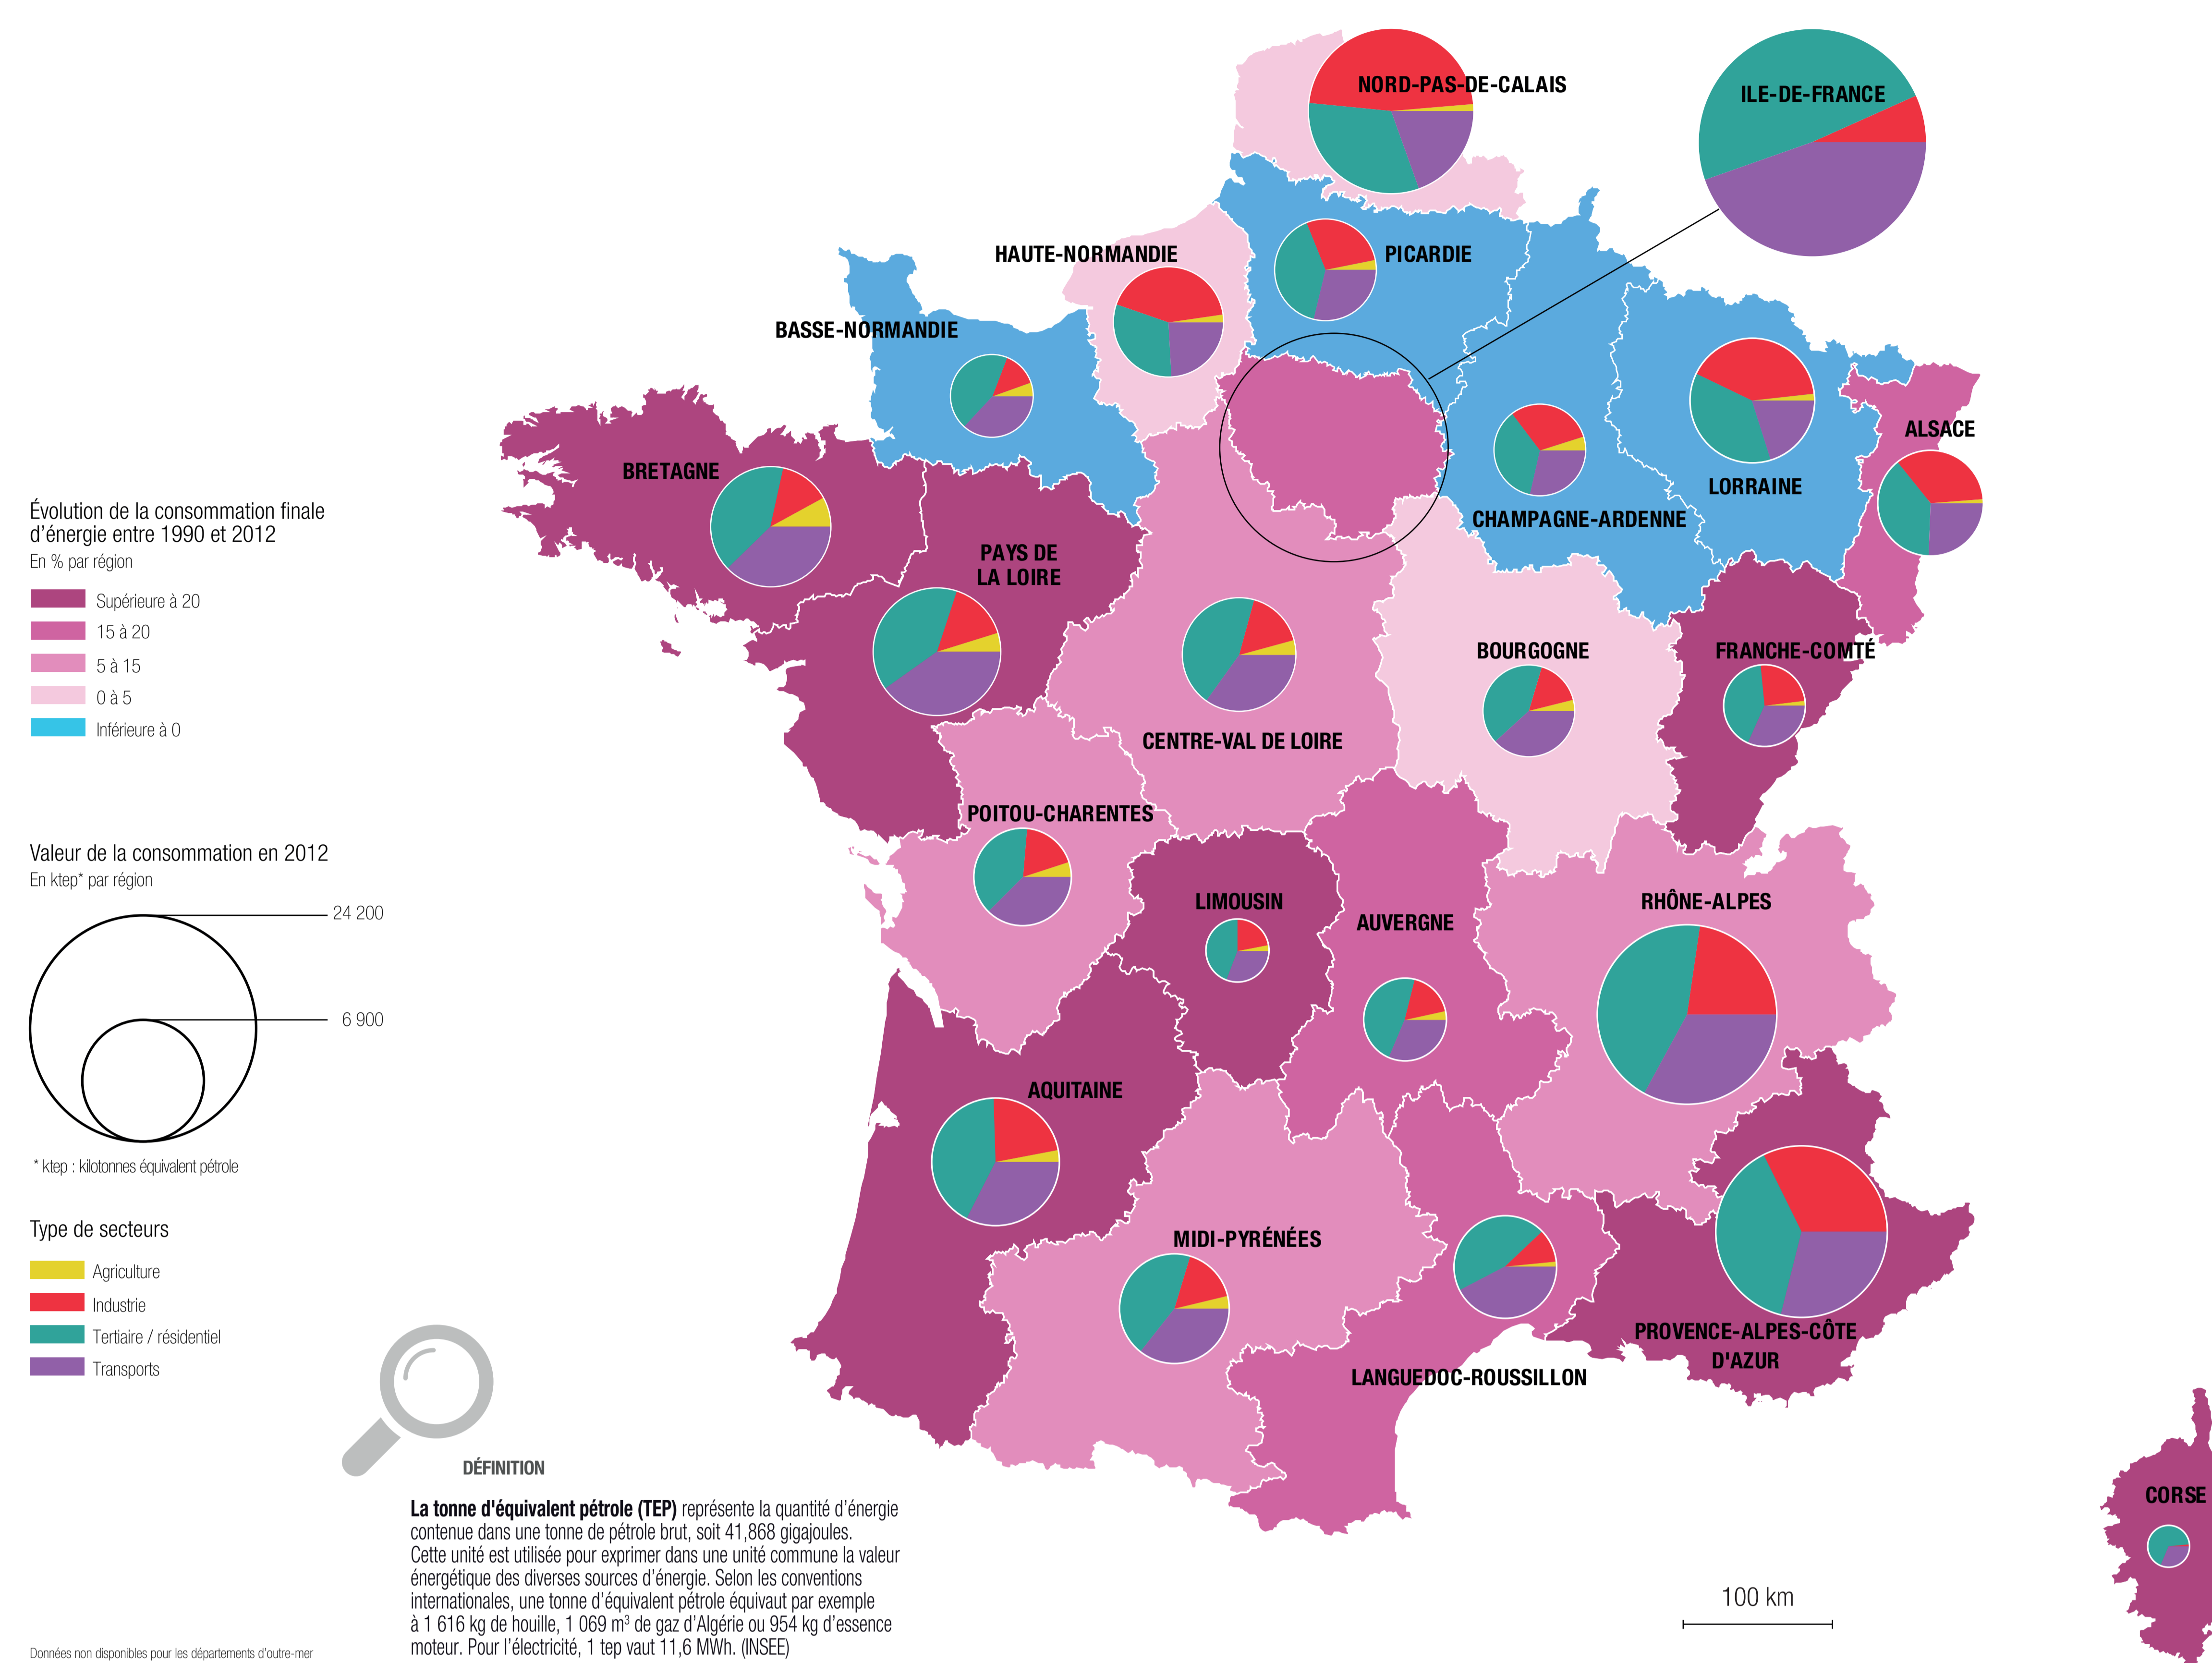 NORD-PAS-DE-CALAIS
ILE-DE-FRANCE
HAUTE-NORMANDIE
PICARDIE
BASSE-NORMANDIE
ALSACE
BRETAGNE
LORRAINE
CHAMPAGNE-ARDENNE
PAYS DE
LA LOIRE
BOURGOGNE
FRANCHE-COMTÉ
CENTRE-VAL DE LOIRE
POITOU-CHARENTES
LIMOUSIN
AUVERGNE
RHÔNE-ALPES
AQUITAINE
MIDI-PYRÉNÉES
PROVENCE-ALPES-CÔTE
D'AZUR
LANGUEDOC-ROUSSILLON
CORSE
100 km
Évolution de la consommation finale
d’énergie entre 1990 et 2012
En % par région
Supérieure à 20
15 à 20
5 à 15
0 à 5
Inférieure à 0
Valeur de la consommation en 2012
En ktep* par région
24 200
6 900
* ktep : kilotonnes équivalent pétrole
Type de secteurs
Agriculture
Industrie
Tertiaire / résidentiel
Transports
DÉFINITION
La tonne d'équivalent pétrole (TEP) représente la quantité d’énergie
contenue dans une tonne de pétrole brut, soit 41,868 gigajoules.
Cette unité est utilisée pour exprimer dans une unité commune la valeur
énergétique des diverses sources d’énergie. Selon les conventions
internationales, une tonne d’équivalent pétrole équivaut par exemple
à 1 616 kg de houille, 1 069 m³ de gaz d’Algérie ou 954 kg d’essence
moteur. Pour l’électricité, 1 tep vaut 11,6 MWh. (INSEE)
Données non disponibles pour les départements d’outre-mer